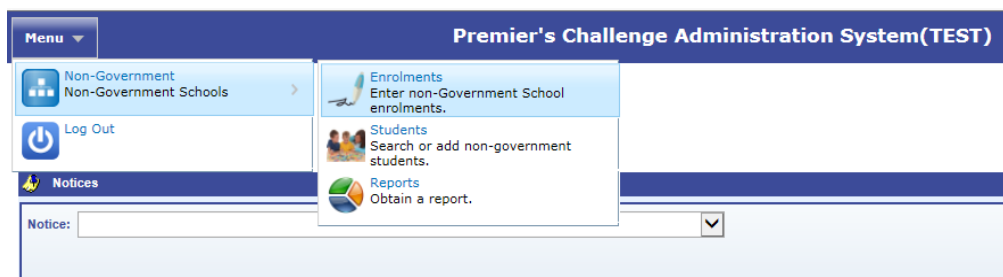 Menu
Premier's Challenge Administration System(TEST)
Non-Government
Non-Government Schools
Log Out
Enrolments
Enter non-Government School
enrolments.
Students
Search or add non-government
students.
Reports
Obtain a report.
Notices
Notice: